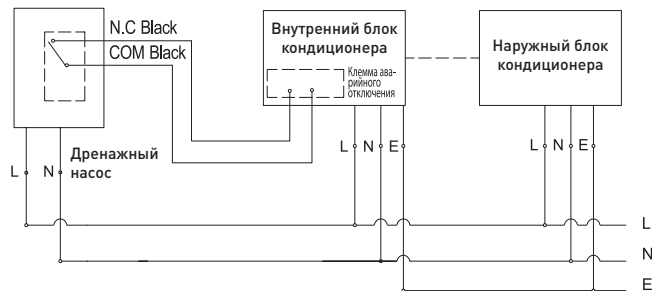 N.C Black
COM Black
Внутренний блок
кондиционера
Клемма ава-
рийного
отключения
Наружный блок
кондиционера
L N
Дренажный
насос
L N E
L N E
L
N
E